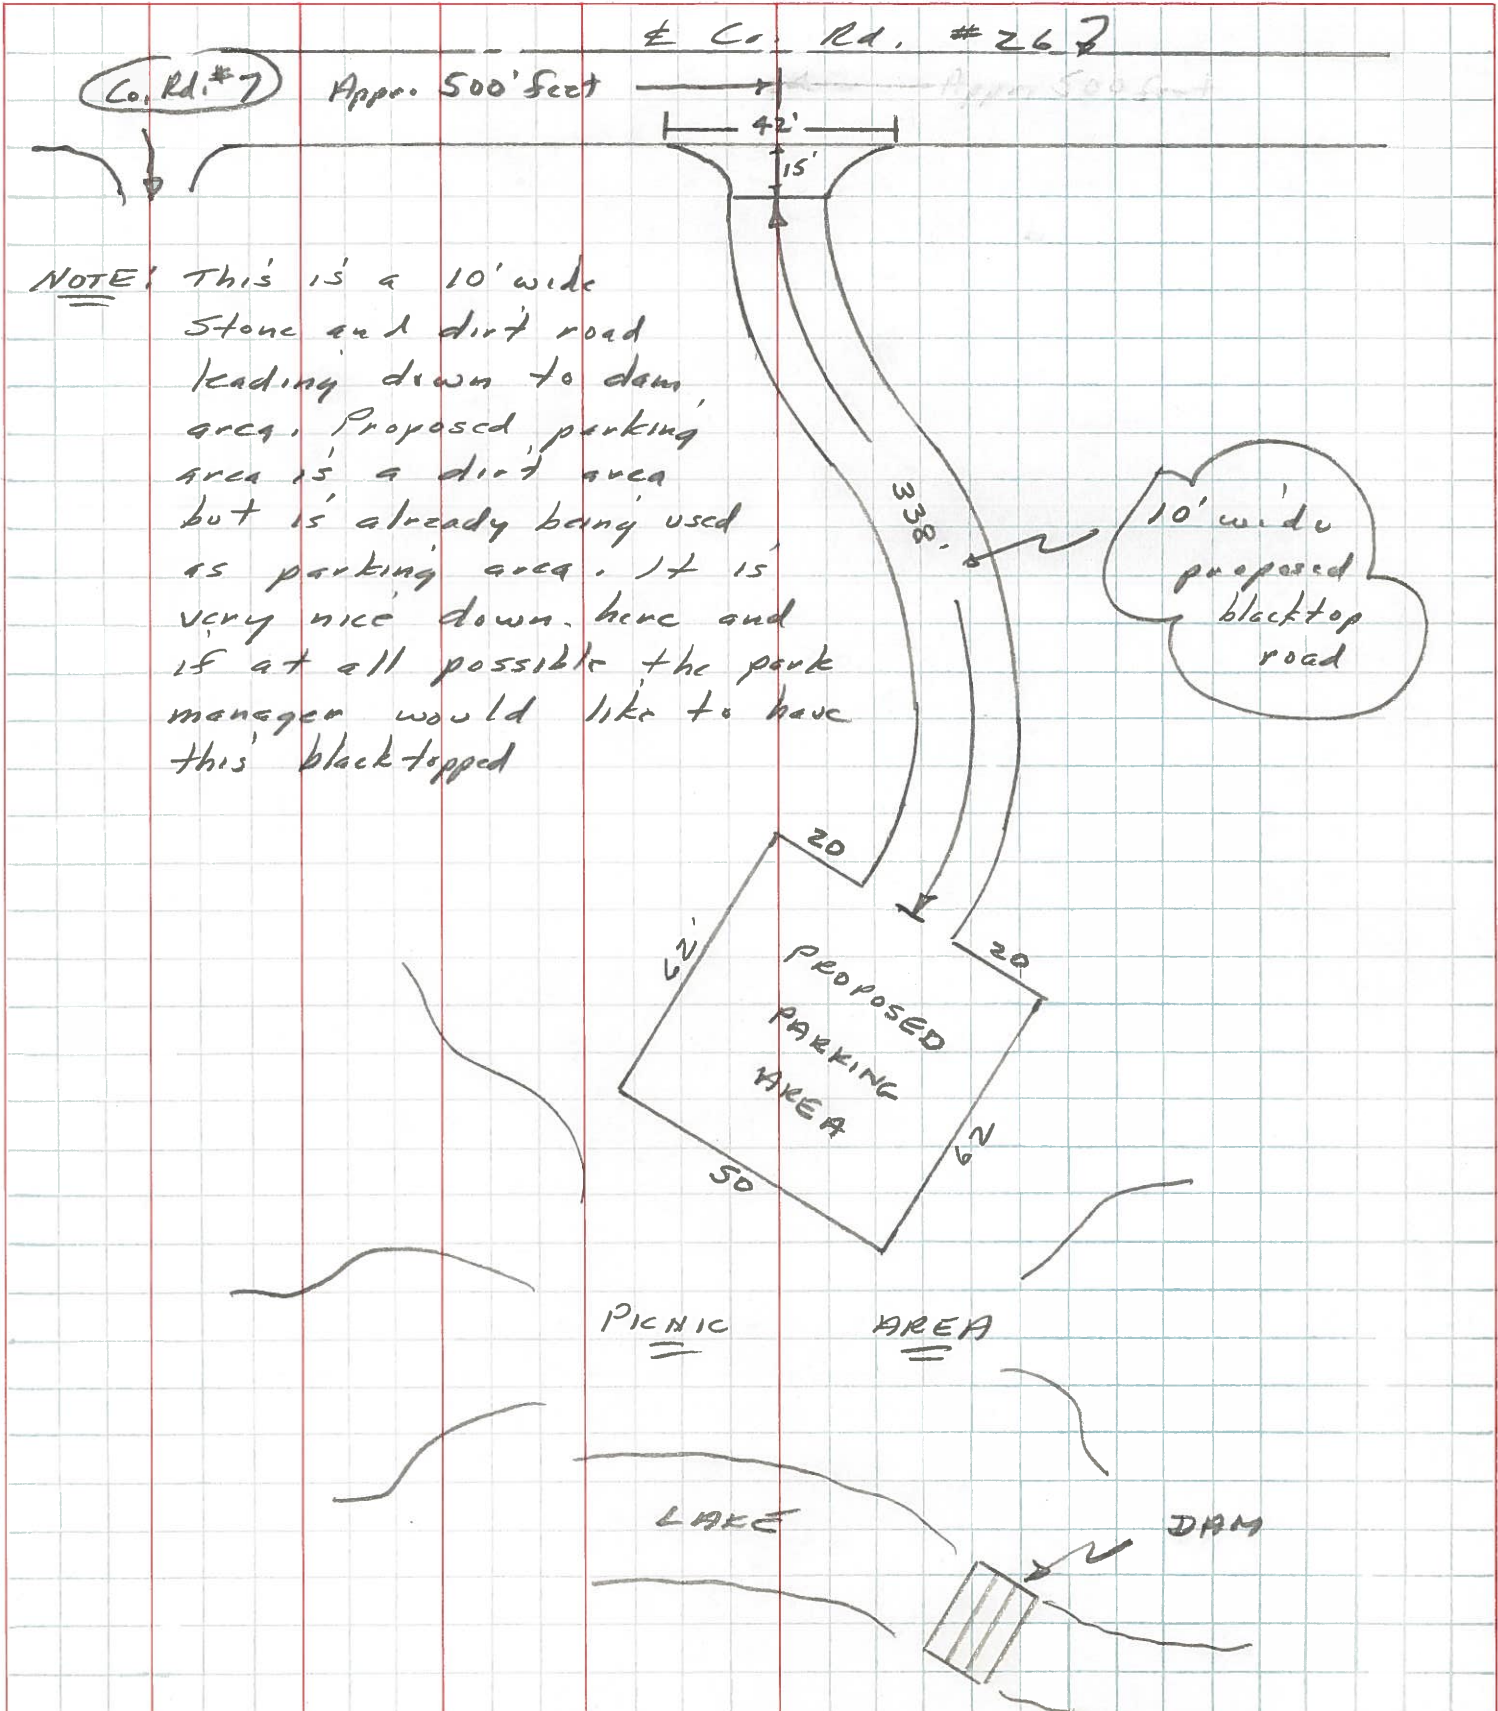 ℄ Co. Rd. #26?
Co. Rd. #7
Appr. 500' feet
Appr. 500 feet
42'
15'
NOTE: This is a 10' wide
stone and dirt road
leading down to dam
area. Proposed parking
area is a dirt area
but is already being used
as parking area. It is
very nice down here and
if at all possible the park
manager would like to have
this blacktopped
338'
10' wide
proposed
blacktop
road
20
20
62'
PROPOSED
PARKING
AREA
62
50
PICNIC AREA
LAKE
DAM